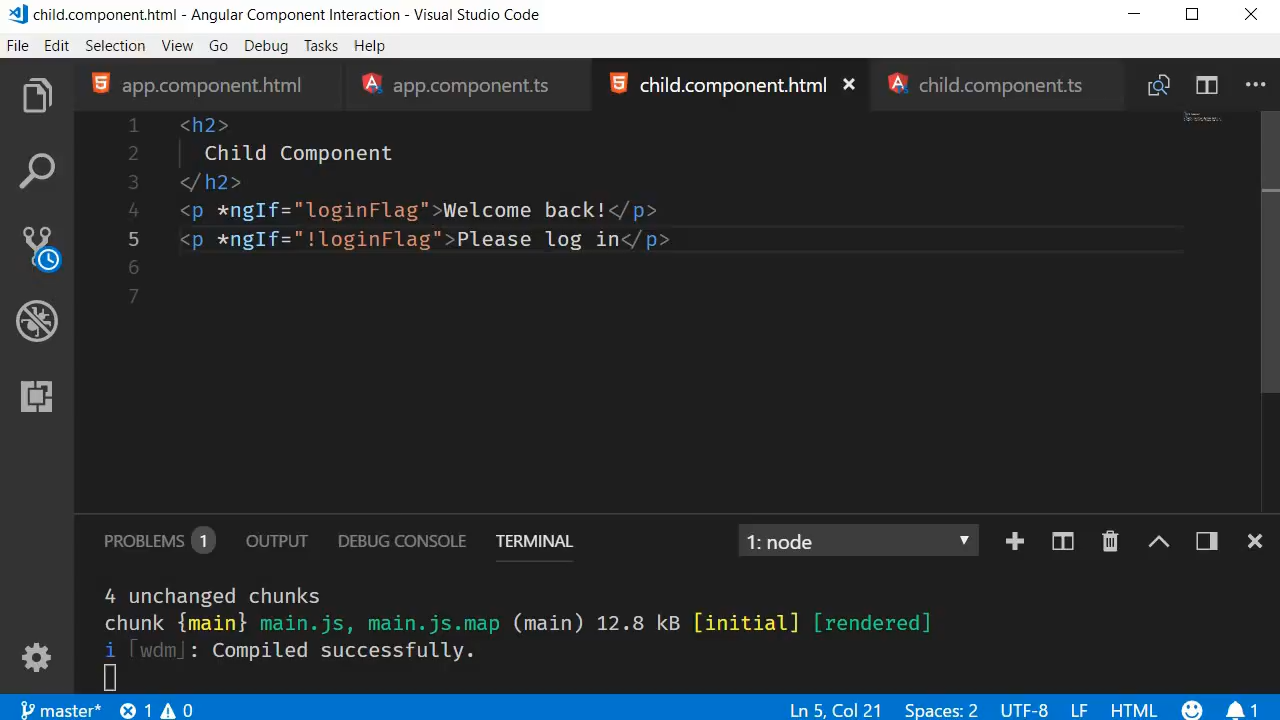 child.component.html - Angular Component Interaction - Visual Studio Code
File Edit Selection View Go Debug Tasks Help
app.component.html app.component.ts child.component.html child.component.ts
1 <h2>
2 Child Component
3 </h2>
4 <p *ngIf="loginFlag">Welcome back!</p>
5 <p *ngIf="!loginFlag">Please log in</p>
6
7
PROBLEMS 1 OUTPUT DEBUG CONSOLE TERMINAL 1: node
4 unchanged chunks
chunk {main} main.js, main.js.map (main) 12.8 kB [initial] [rendered]
i ｢wdm｣: Compiled successfully.
master* 1 0 Ln 5, Col 21 Spaces: 2 UTF-8 LF HTML 1